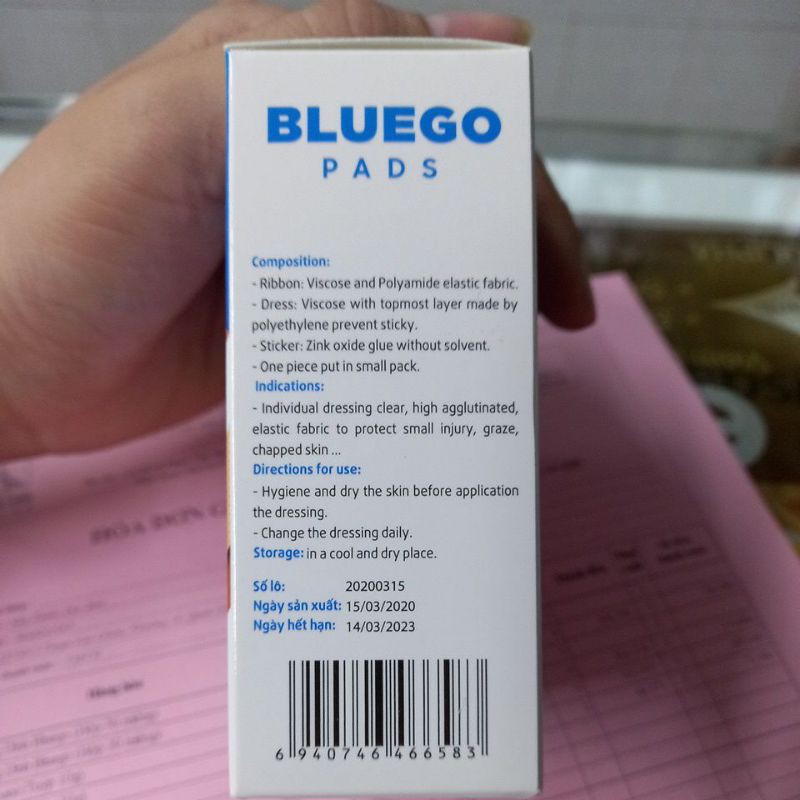 BLUEGO
PADS
Composition:
- Ribbon: Viscose and Polyamide elastic fabric.
- Dress: Viscose with topmost layer made by
polyethylene prevent sticky.
- Sticker: Zink oxide glue without solvent.
- One piece put in small pack.
Indications:
- Individual dressing clear, high agglutinated,
elastic fabric to protect small injury, graze,
chapped skin ...
Directions for use:
- Hygiene and dry the skin before application
the dressing.
- Change the dressing daily.
Storage: in a cool and dry place.
Số lô: 20200315
Ngày sản xuất: 15/03/2020
Ngày hết hạn: 14/03/2023
6 940746 466583